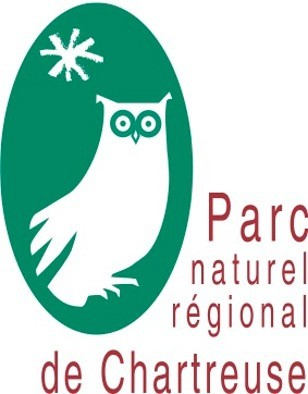 Parc
naturel
régional
de Chartreuse